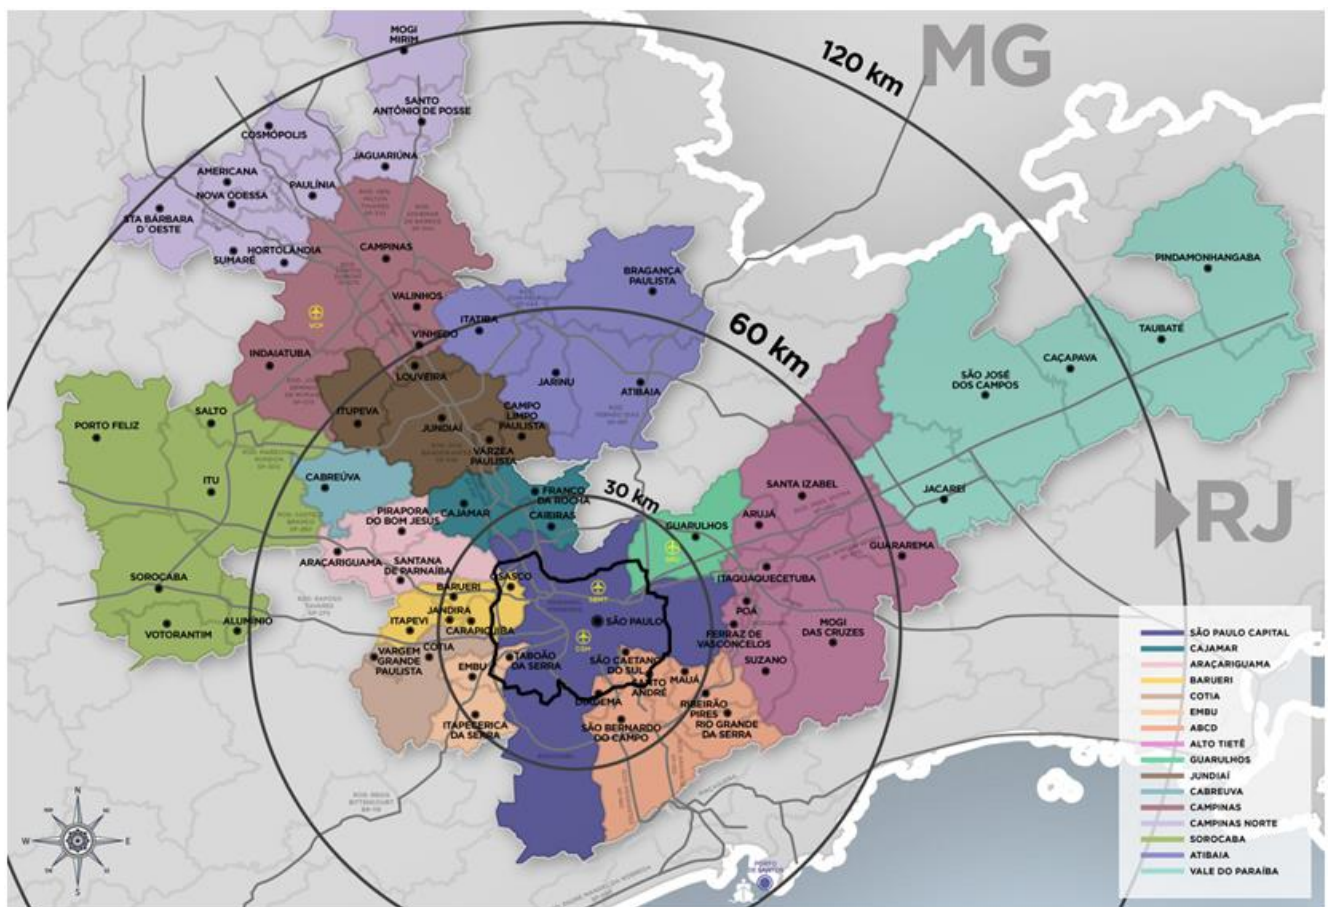 MOGI
MIRIM
120 km
MG
SANTO
ANTÔNIO DE POSSE
COSMÓPOLIS
JAGUARIÚNA
AMERICANA
PAULÍNIA
NOVA ODESSA
STA BÁRBARA
D´OESTE
CAMPINAS
HORTOLÂNDIA
SUMARÉ
PINDAMONHANGABA
BRAGANÇA
PAULISTA
VALINHOS
VCP
ITATIBA
60 km
TAUBATÉ
VINHEDO
INDAIATUBA
CAÇAPAVA
LOUVEIRA
JARINU
ATIBAIA
SÃO JOSÉ
DOS CAMPOS
SALTO
ITUPEVA
CAMPO
LIMPO
PAULISTA
PORTO FELIZ
JUNDIAÍ
VÁRZEA
PAULISTA
ITU
CABREÚVA
SANTA IZABEL
JACAREÍ
30 km
FRANCO
DA ROCHA
PIRAPORA
DO BOM JESUS
CAJAMAR
CAIEIRAS
ARUJÁ
GUARULHOS
RJ
GUARAREMA
ARAÇARIGUAMA
SANTANA
DE PARNAÍBA
ITAQUAQUECETUBA
SOROCABA
OSASCO
BARUERI
JANDIRA
POÁ
ITAPEVI
CARAPICUÍBA
SÃO PAULO
CGH
VOTORANTIM
ALUMÍNIO
FERRAZ DE
VASCONCELOS
MOGI
DAS CRUZES
VARGEM
GRANDE
PAULISTA
COTIA
EMBU
TABOÃO
DA SERRA
SÃO CAETANO
DO SUL
SUZANO
SANTO
ANDRÉ
MAUÁ
DIADEMA
RIBEIRÃO
PIRES
RIO GRANDE
DA SERRA
ITAPECERICA
DA SERRA
SÃO BERNARDO
DO CAMPO
N
W
E
S
PORTO
DE SANTOS
SÃO PAULO CAPITAL
CAJAMAR
ARAÇARIGUAMA
BARUERI
COTIA
EMBU
ABCD
ALTO TIETÊ
GUARULHOS
JUNDIAÍ
CABREUVA
CAMPINAS
CAMPINAS NORTE
SOROCABA
ATIBAIA
VALE DO PARAÍBA